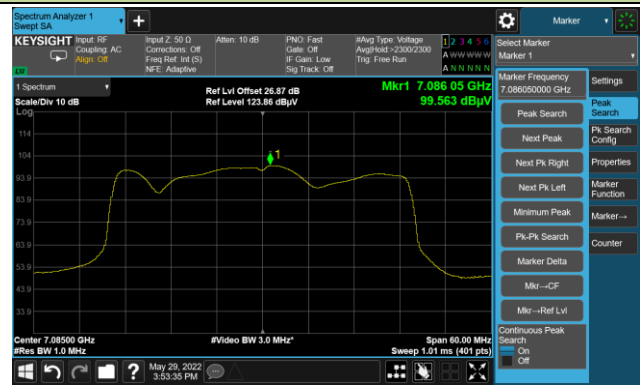 Spectrum Analyzer 1
Swept SA
Marker
KEYSIGHT
Input: RF
Coupling: AC
Align: Off
Input Z: 50 Ω
Corrections: Off
Freq Ref: Int (S)
NFE: Adaptive
Atten: 10 dB
PNO: Fast
Gate: Off
IF Gain: Low
Sig Track: Off
#Avg Type: Voltage
Avg|Hold:>2300/2300
Trig: Free Run
1 2 3 4 5 6
A W W W W W
A N N N N N
Select Marker
Marker 1
1 Spectrum
Scale/Div 10 dB
Ref Lvl Offset 26.87 dB
Ref Level 123.86 dBµV
Mkr1 7.086 05 GHz
99.563 dBµV
Log
114
104
93.9
83.9
73.9
63.9
53.9
43.9
33.9
1
Center 7.08500 GHz
#Res BW 1.0 MHz
#Video BW 3.0 MHz*
Span 60.00 MHz
Sweep 1.01 ms (401 pts)
Marker Frequency
7.086050000 GHz
Peak Search
Next Peak
Next Pk Right
Next Pk Left
Minimum Peak
Pk-Pk Search
Marker Delta
Mkr→CF
Mkr→Ref Lvl
Continuous Peak
Search
On
Off
Settings
Peak
Search
Pk Search
Config
Properties
Marker
Function
Marker→
Counter
May 29, 2022
3:53:35 PM